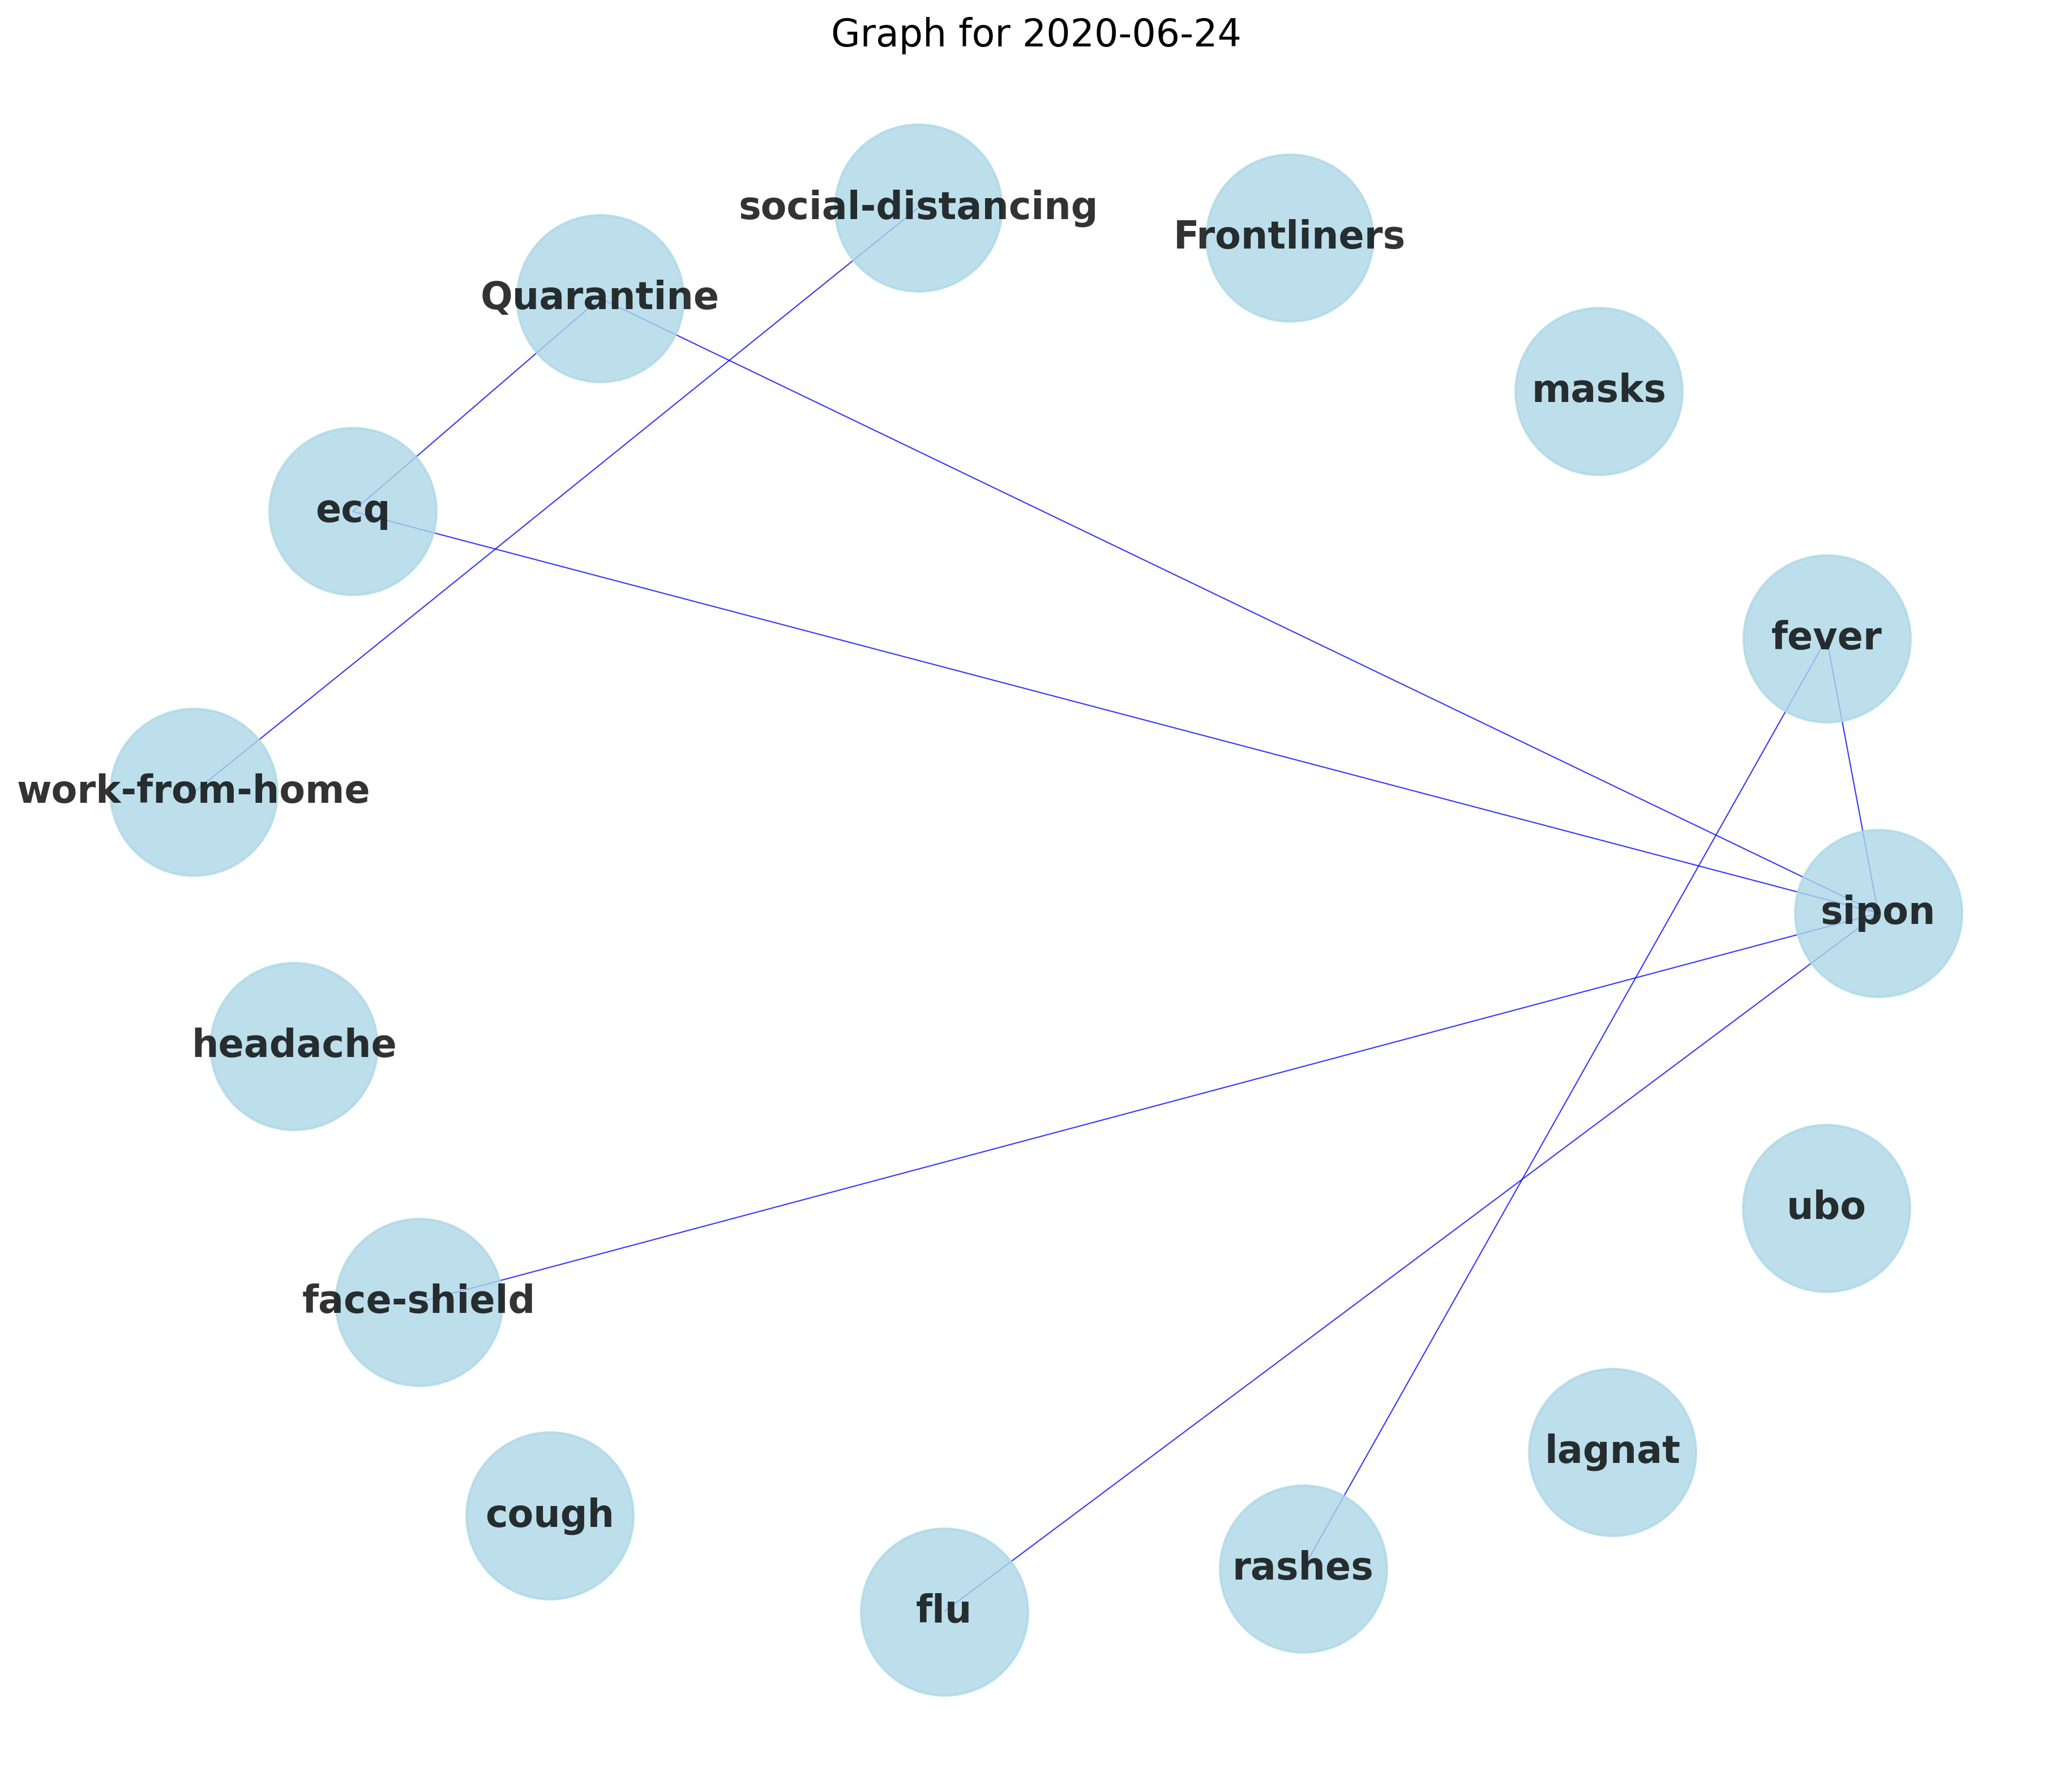 Graph for 2020-06-24
social-distancing
Frontliners
Quarantine
masks
ecq
fever
work-from-home
sipon
headache
ubo
face-shield
lagnat
cough
rashes
flu